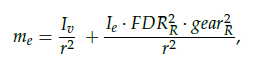 m_e = \frac{I_v}{r^2} + \frac{I_e \cdot FDR_R^2 \cdot gear_R^2}{r^2},